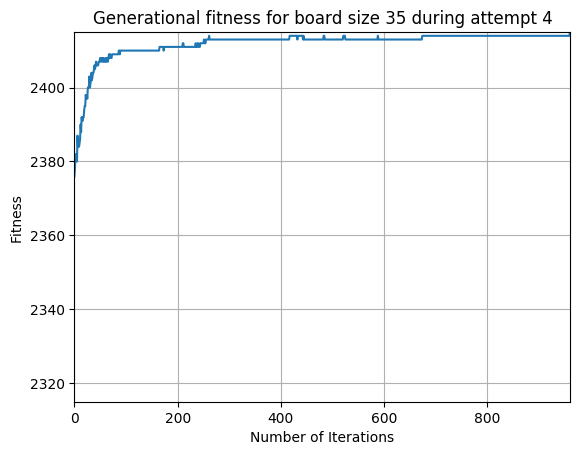 Generational fitness for board size 35 during attempt 4
Fitness
2400
2380
2360
2340
2320
0 200 400 600 800
Number of Iterations